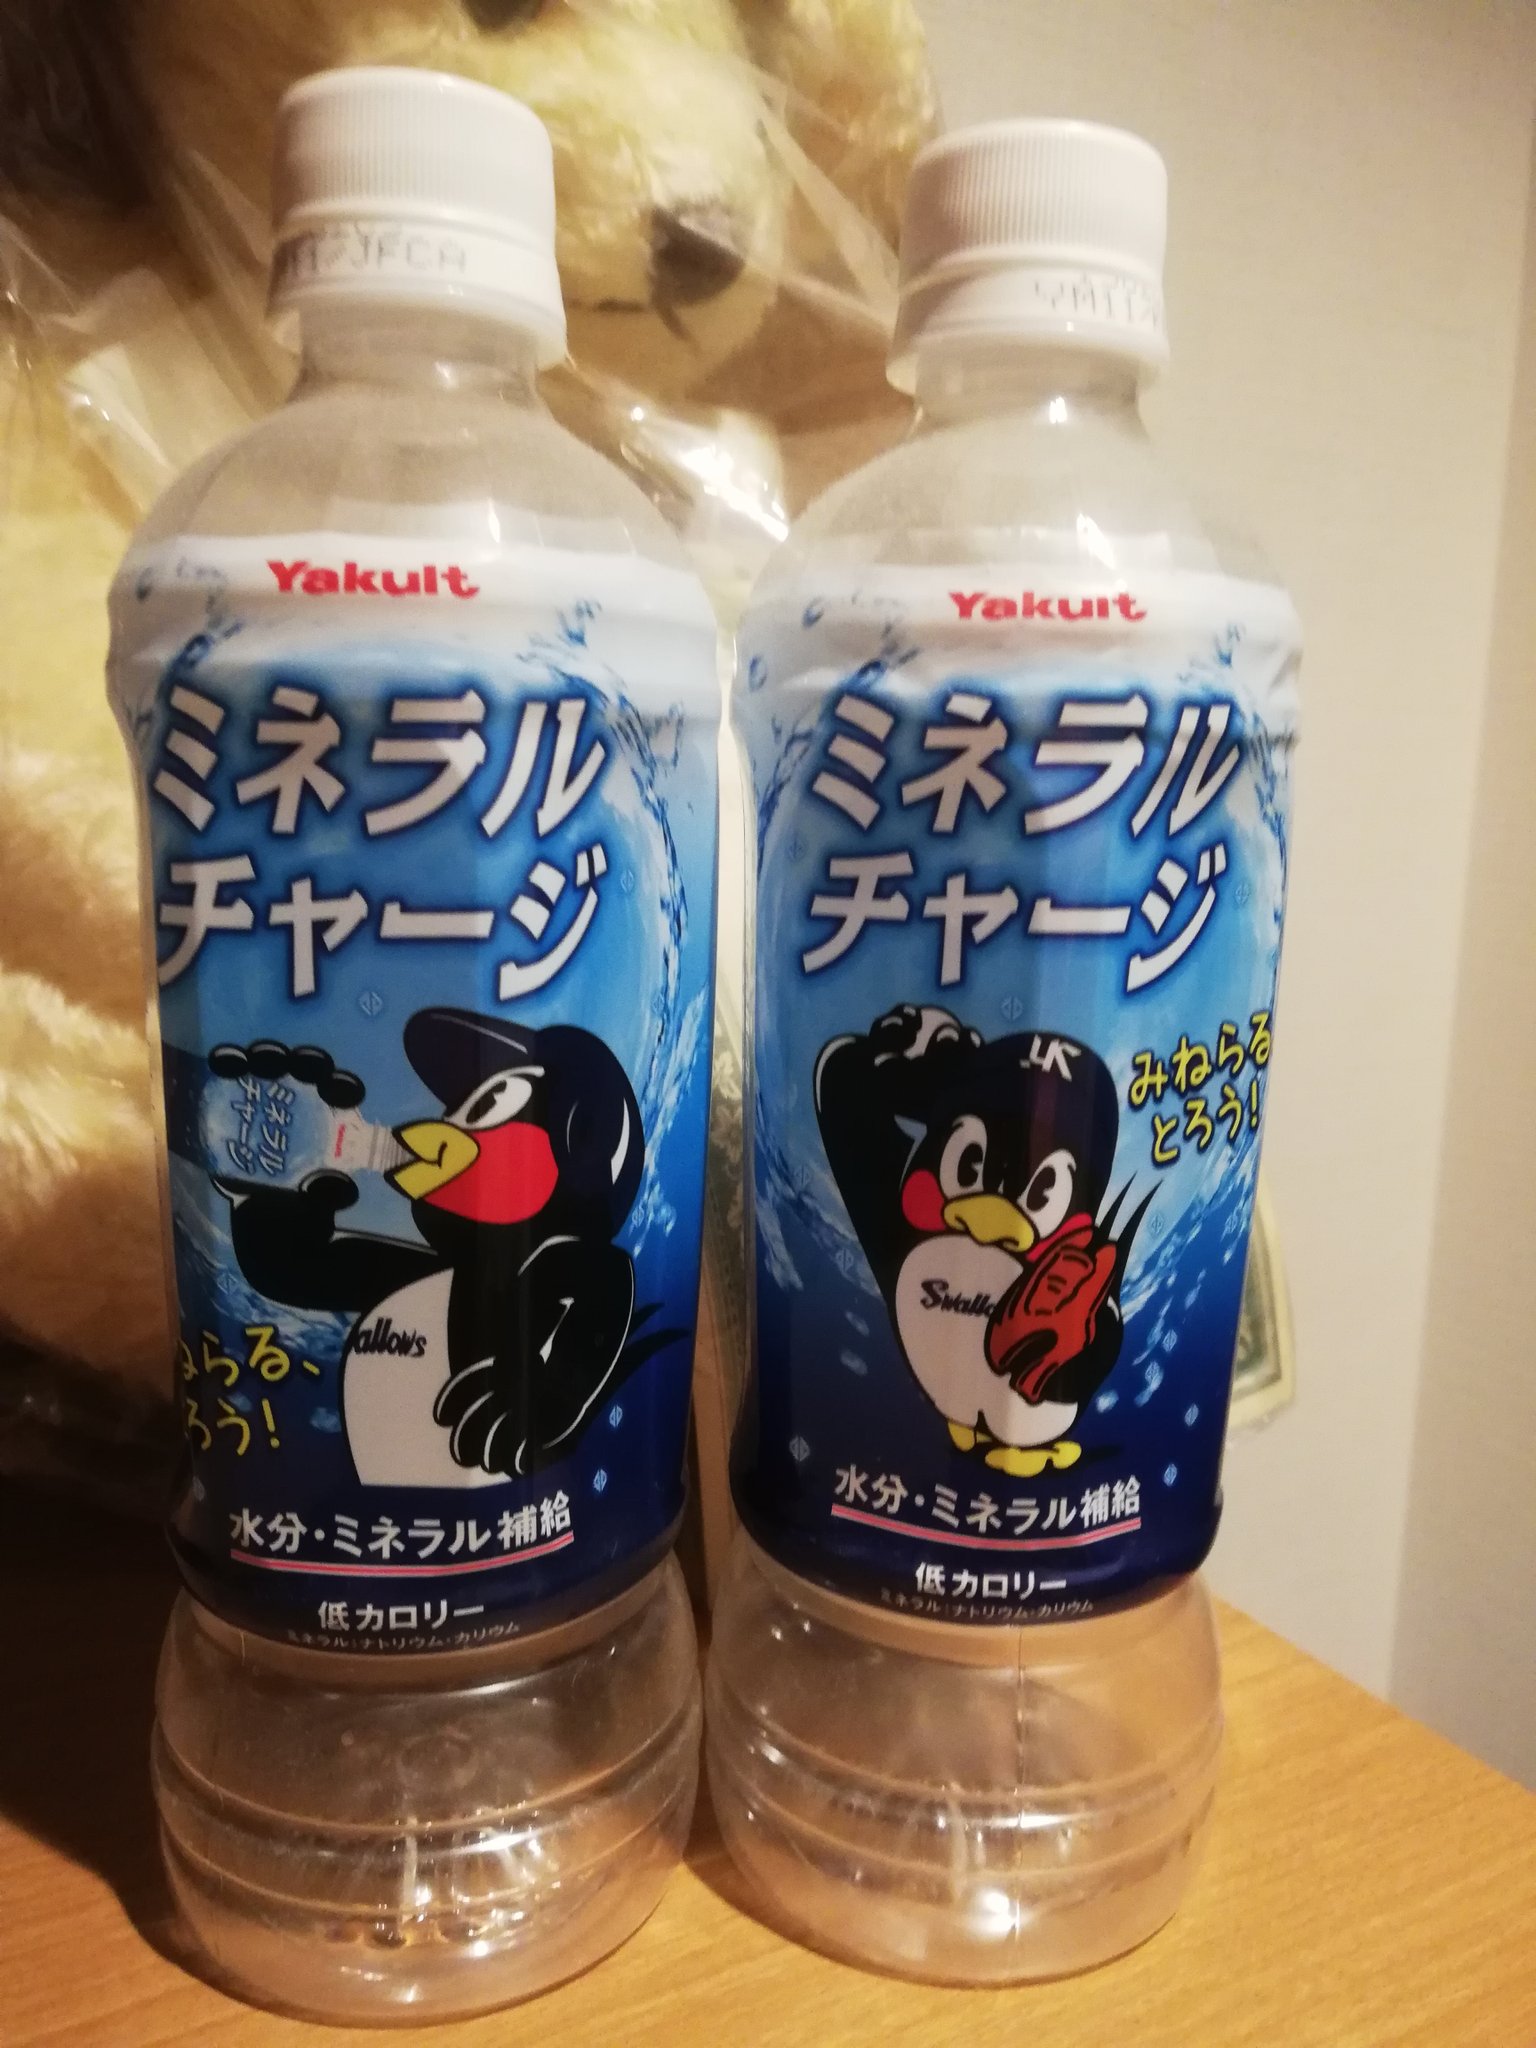 JFCA
Yakult
ミネラル
チャージ
ミネラル
チャージ
Yakult
allows
ねらる、
ろう!
水分・ミネラル補給
低カロリー
ミネラル:ナトリウム・カリウム
YM11
Yakult
ミネラル
チャージ
みねらる
とろう!
Swallo
水分・ミネラル補給
低カロリー
ミネラル:ナトリウム・カリウム